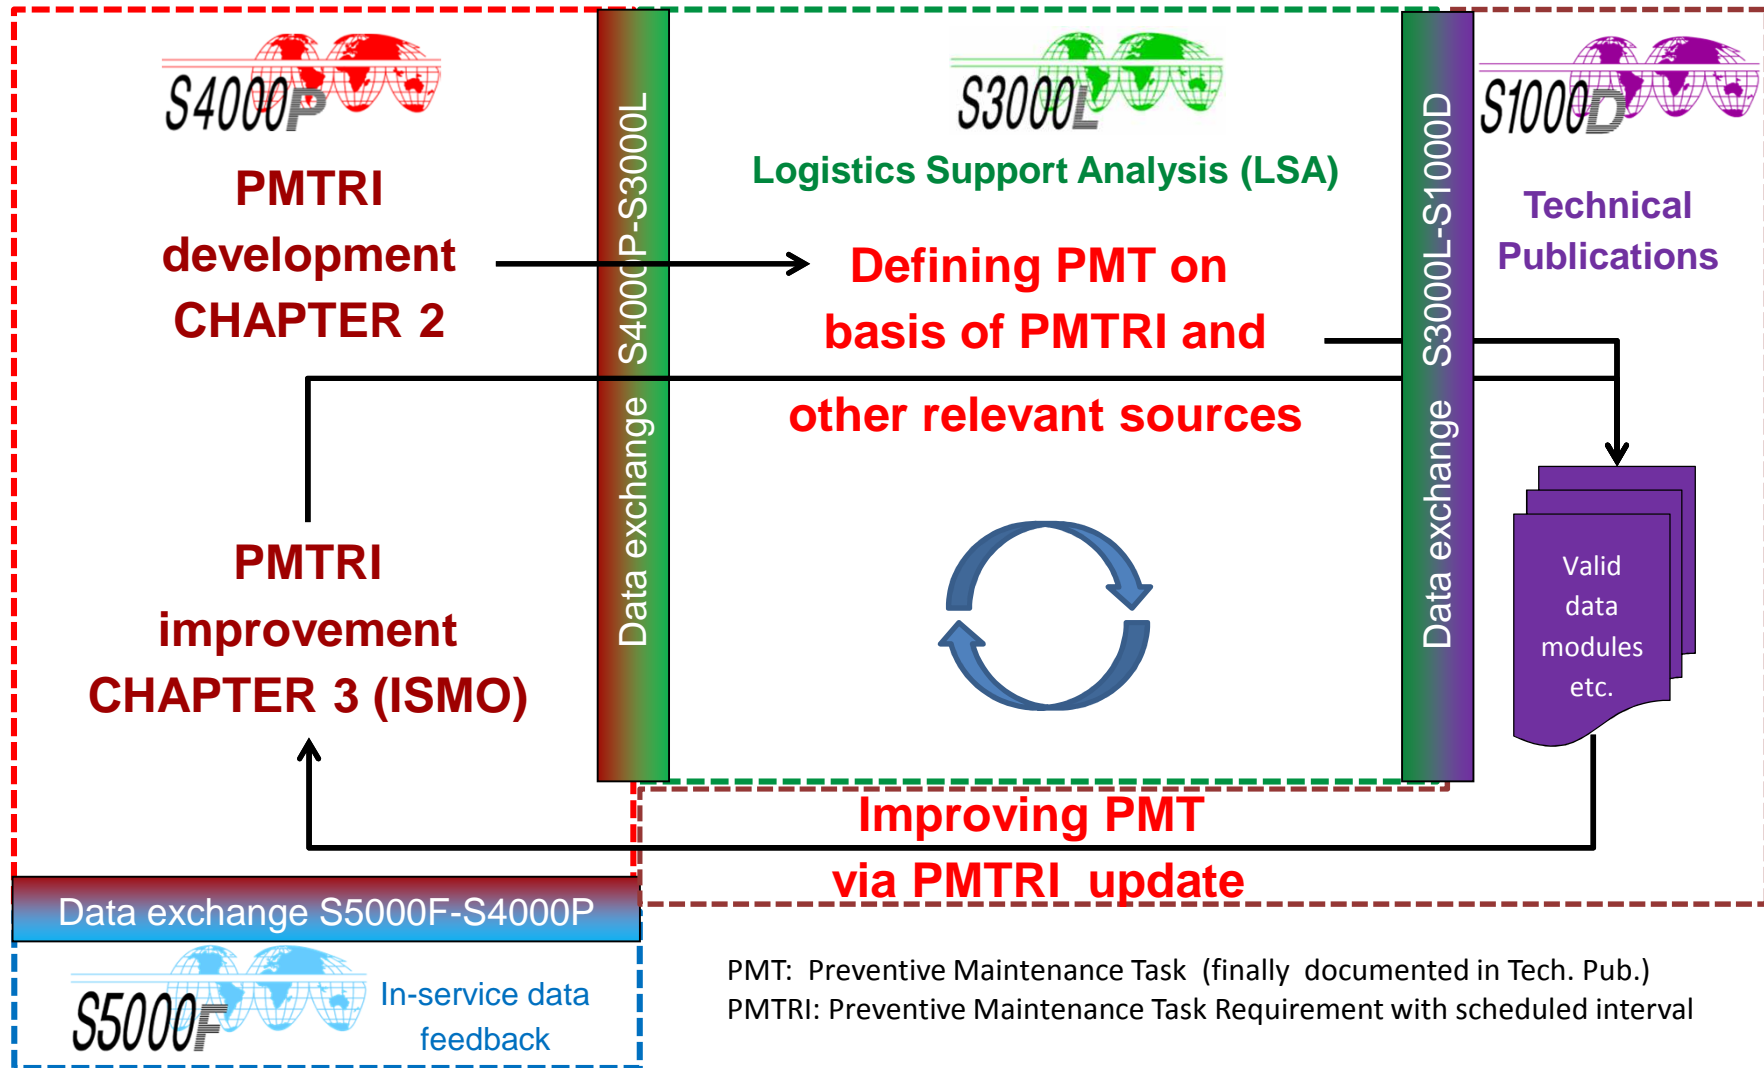 S4000P
PMTRI
development
CHAPTER 2
PMTRI
improvement
CHAPTER 3 (ISMO)
Data exchange S4000P-S3000L
S3000L
Logistics Support Analysis (LSA)
Defining PMT on
basis of PMTRI and
other relevant sources
Data exchange S3000L-S1000D
S1000D
Technical
Publications
Valid
data
modules
etc.
Improving PMT
via PMTRI update
Data exchange S5000F-S4000P
S5000F
In-service data
feedback
PMT: Preventive Maintenance Task (finally documented in Tech. Pub.)
PMTRI: Preventive Maintenance Task Requirement with scheduled interval